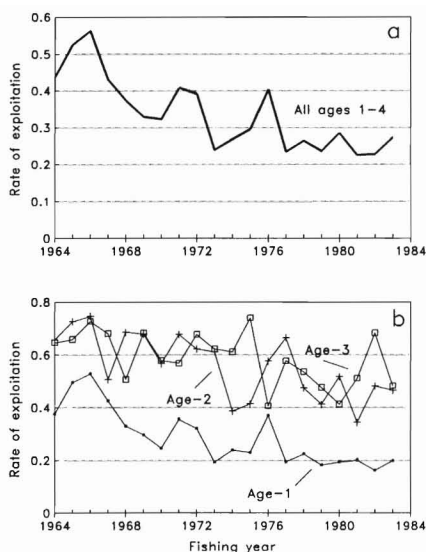 a
Rate of exploitation
0.6
0.5
0.4
0.3
0.2
0.1
0
All ages 1-4
1964
1968
1972
1976
1980
1984
b
Rate of exploitation
0.8
0.6
0.4
0.2
0
Age-3
Age-2
Age-1
1964
1968
1972
1976
1980
1984
Fishing year